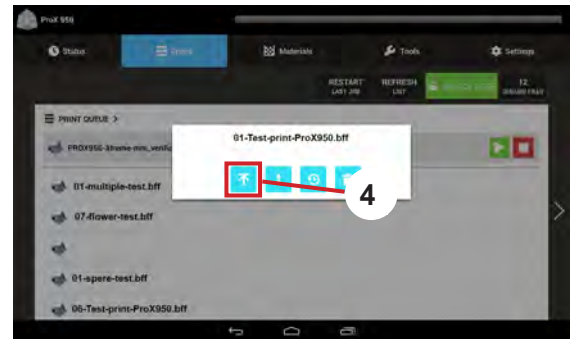 ProX 950
Status
Queue
Materials
Tools
Settings
RESTART
LAST JOB
REFRESH
LIST
12
PRINT QUEUE >
01-Test-print-ProX950.bff
4
01-multiple-test.bff
07-flower-test.bff
01-spere-test.bff
06-Test-print-ProX950.bff